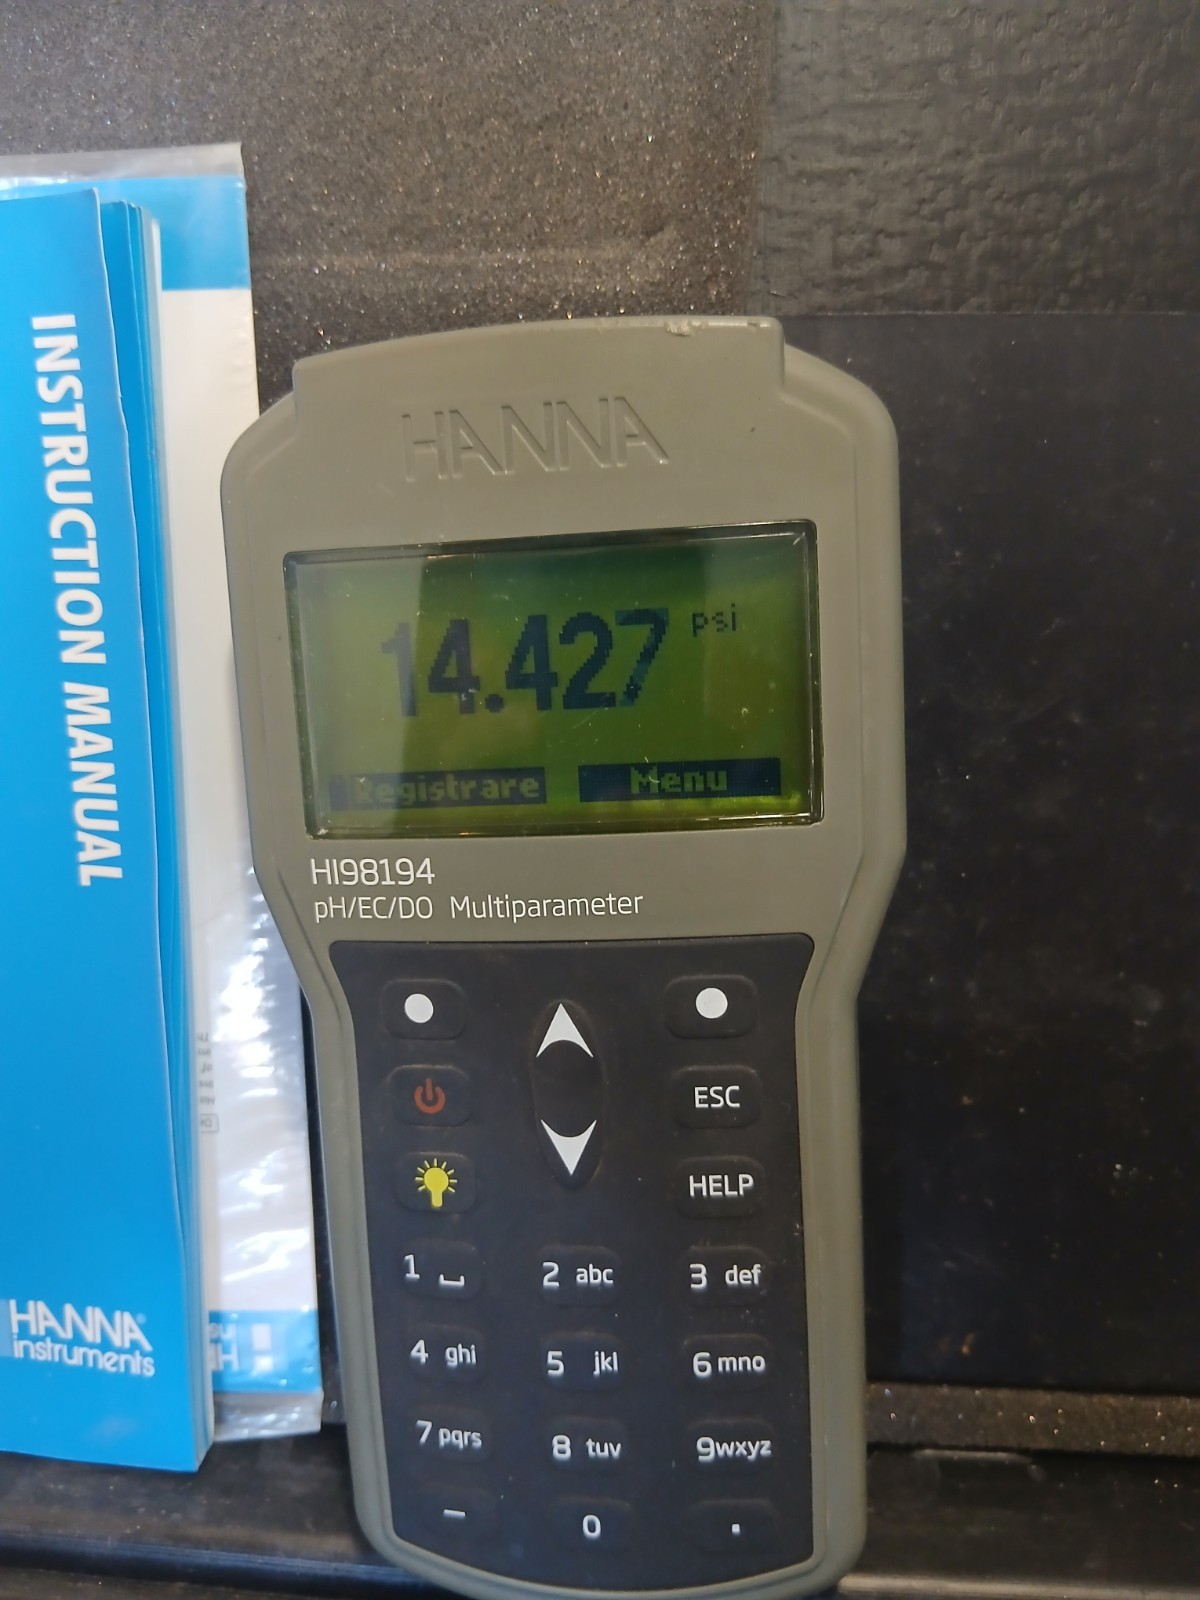 INSTRUCTION MANUAL
HANNA
instruments
HANNA
14.427 psi
Registrare Menu
HI98194
pH/EC/DO Multiparameter
ESC
HELP
1 2 abc 3 def
4 ghi 5 jkl 6 mno
7 pqrs 8 tuv 9wxyz
– 0 .